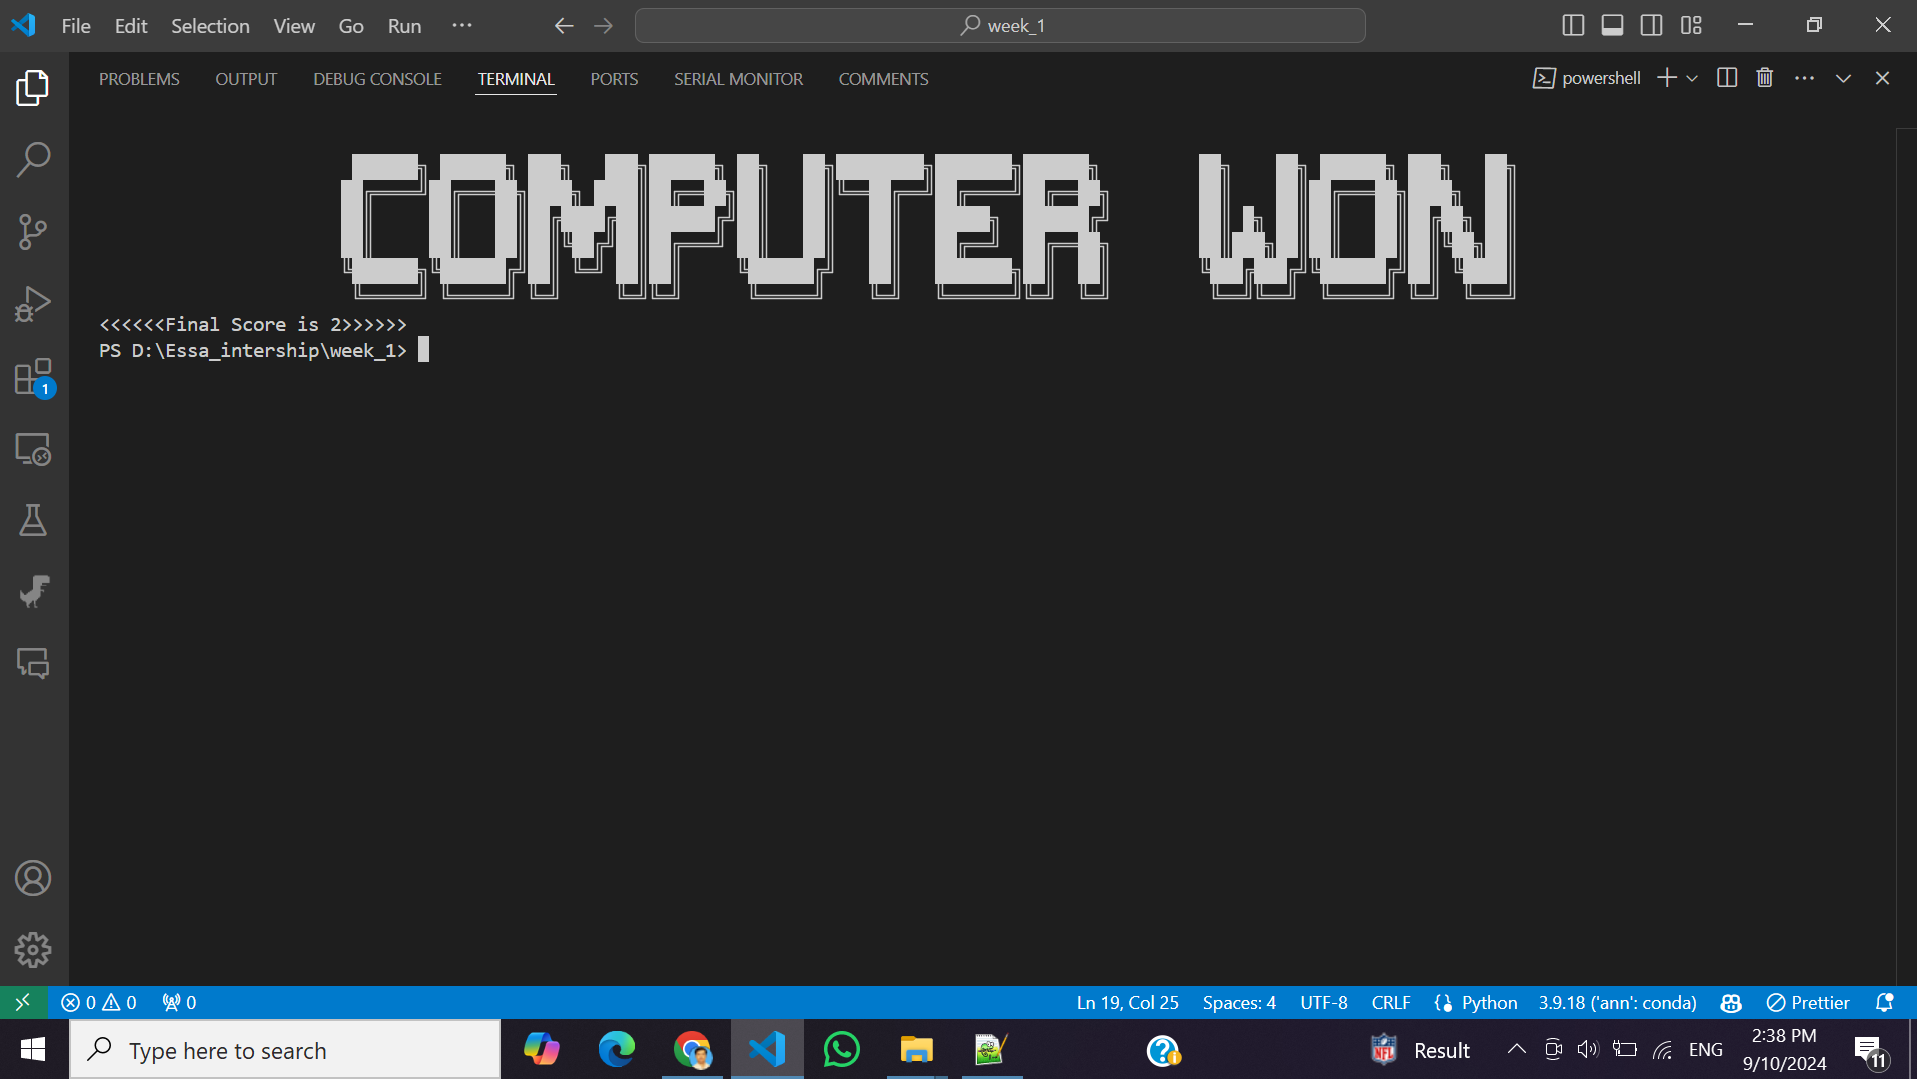 File Edit Selection View Go Run ··· week_1
PROBLEMS OUTPUT DEBUG CONSOLE TERMINAL PORTS SERIAL MONITOR COMMENTS powershell
COMPUTER WON
<<<<<<Final Score is 2>>>>>>
PS D:\Essa_intership\week_1>
1
0 0 0 Ln 19, Col 25 Spaces: 4 UTF-8 CRLF Python 3.9.18 ('ann': conda) Prettier
Type here to search NFL Result ENG 2:38 PM
9/10/2024
11